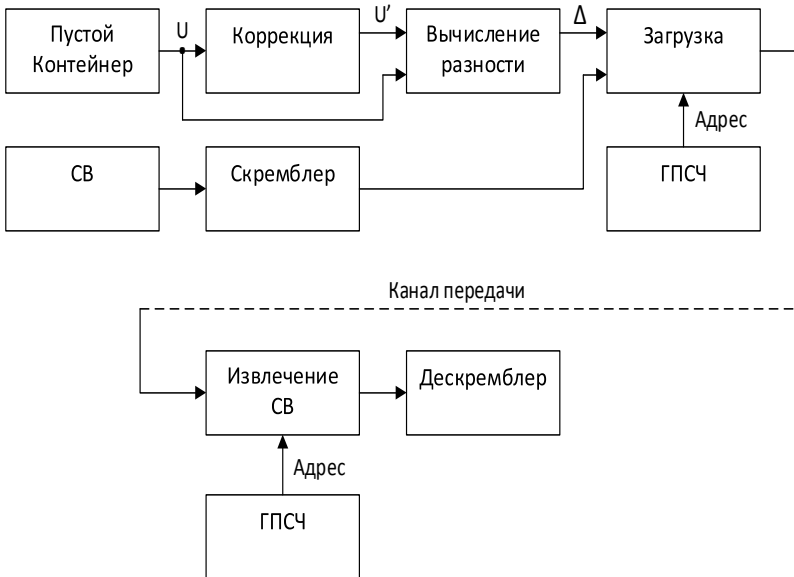 Пустой
Контейнер
U
Коррекция
U’
Вычисление
разности
Δ
Загрузка
Адрес
СВ
Скремблер
ГПСЧ
Канал передачи
Извлечение
СВ
Дескремблер
Адрес
ГПСЧ